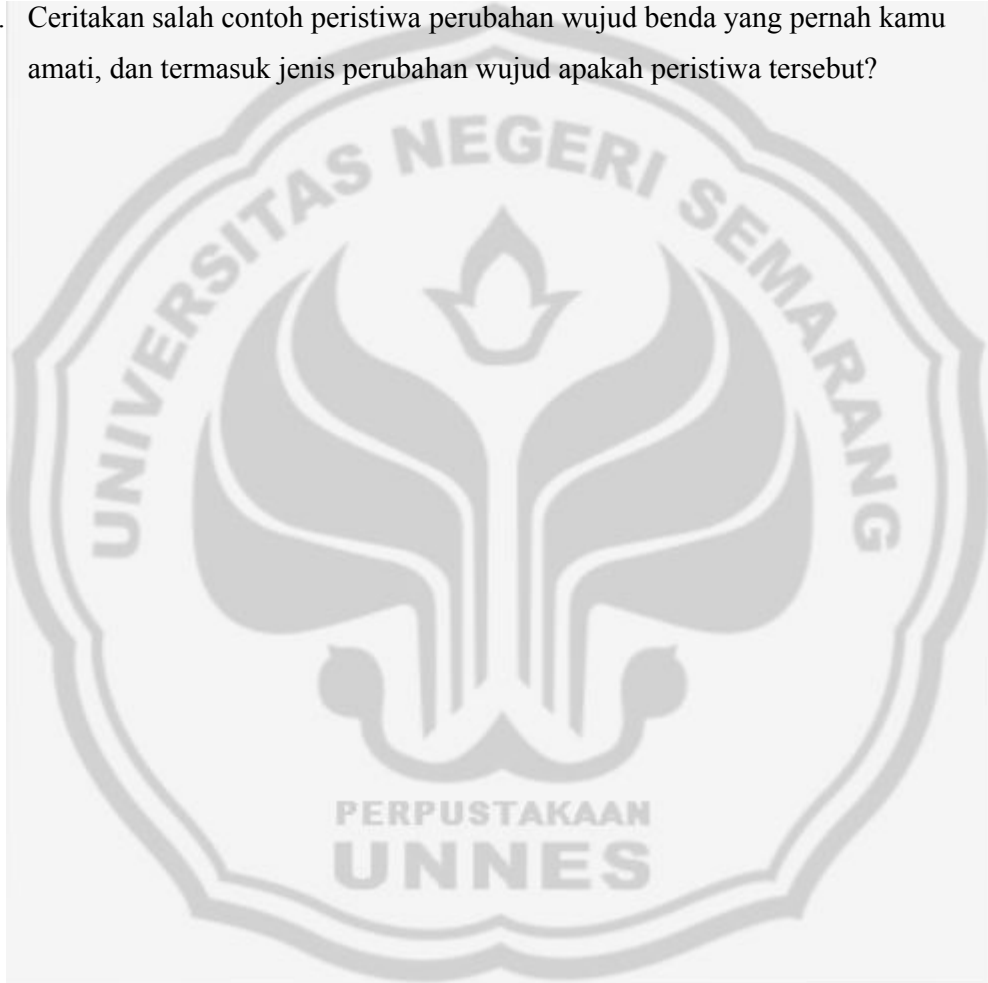 . Ceritakan salah contoh peristiwa perubahan wujud benda yang pernah kamu
amati, dan termasuk jenis perubahan wujud apakah peristiwa tersebut?
UNIVERSITAS NEGERI SEMARANG
PERPUSTAKAAN
UNNES